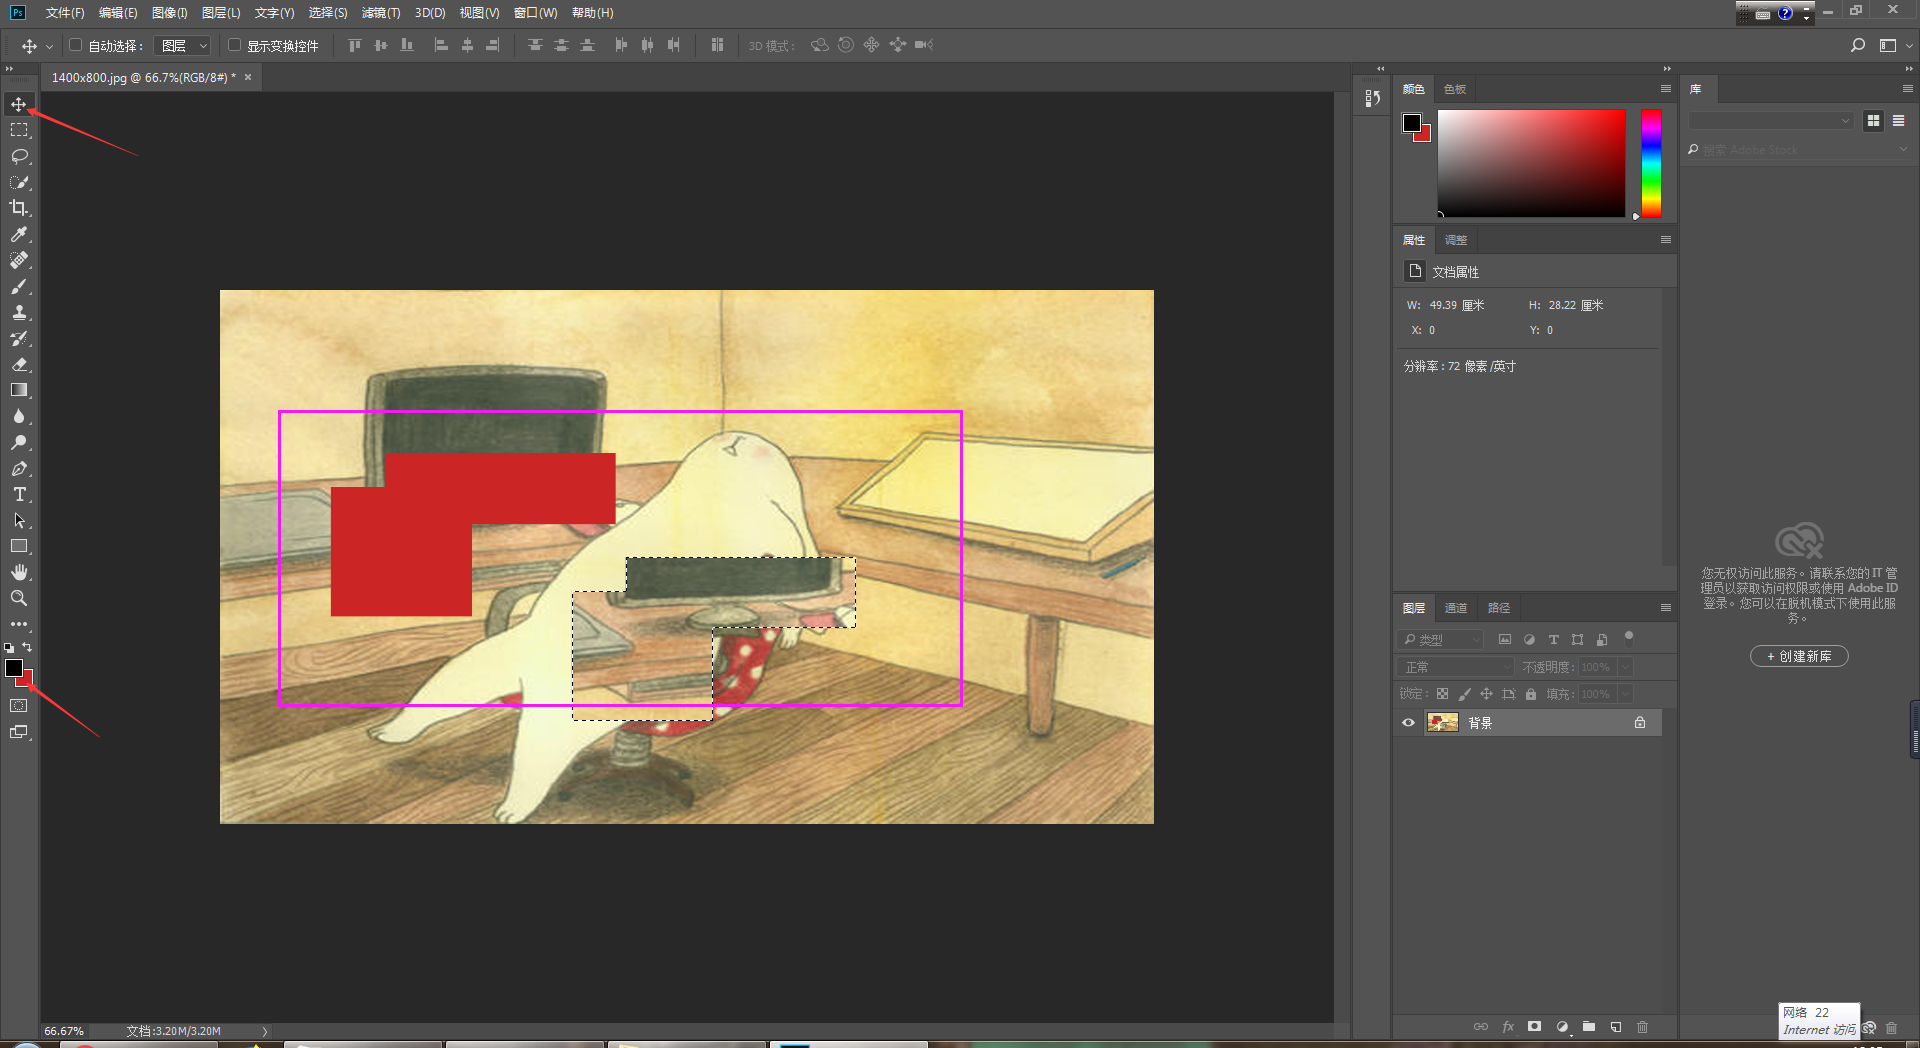 Ps 文件(F) 编辑(E) 图像(I) 图层(L) 文字(Y) 选择(S) 滤镜(T) 3D(D) 视图(V) 窗口(W) 帮助(H)
自动选择： 图层 显示变换控件 3D 模式：
1400x800.jpg @ 66.7%(RGB/8#) * ×
颜色 色板
库
搜索 Adobe Stock
属性 调整
文档属性
W: 49.39 厘米 H: 28.22 厘米
X: 0 Y: 0
分辨率 : 72 像素 /英寸
您无权访问此服务。请联系您的 IT 管
理员以获取访问权限或使用 Adobe ID
登录。您可以在脱机模式下使用此服
务。
+ 创建新库
图层 通道 路径
类型
正常 不透明度： 100%
锁定： 填充： 100%
背景
fx
66.67% 文档:3.20M/3.20M
网络 22
Internet 访问